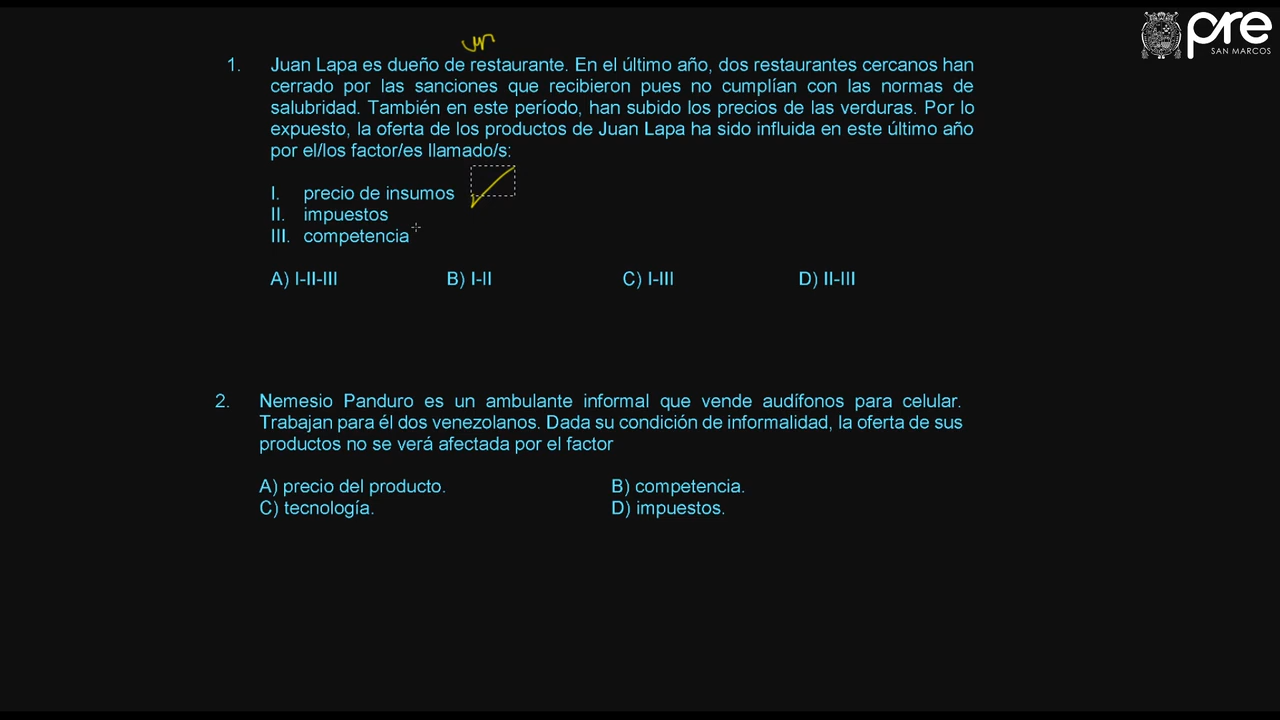 pre
SAN MARCOS
un
1. Juan Lapa es dueño de restaurante. En el último año, dos restaurantes cercanos han
cerrado por las sanciones que recibieron pues no cumplían con las normas de
salubridad. También en este período, han subido los precios de las verduras. Por lo
expuesto, la oferta de los productos de Juan Lapa ha sido influida en este último año
por el/los factor/es llamado/s:
I. precio de insumos
II. impuestos
III. competencia
A) I-II-III B) I-II C) I-III D) II-III
2. Nemesio Panduro es un ambulante informal que vende audífonos para celular.
Trabajan para él dos venezolanos. Dada su condición de informalidad, la oferta de sus
productos no se verá afectada por el factor
A) precio del producto. B) competencia.
C) tecnología. D) impuestos.